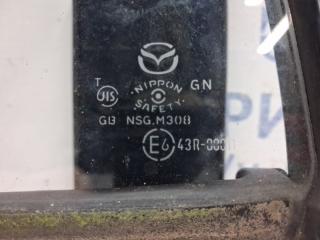 T NIPPON GN
JIS SAFETY
GB NSG.M308
E6 43R-000